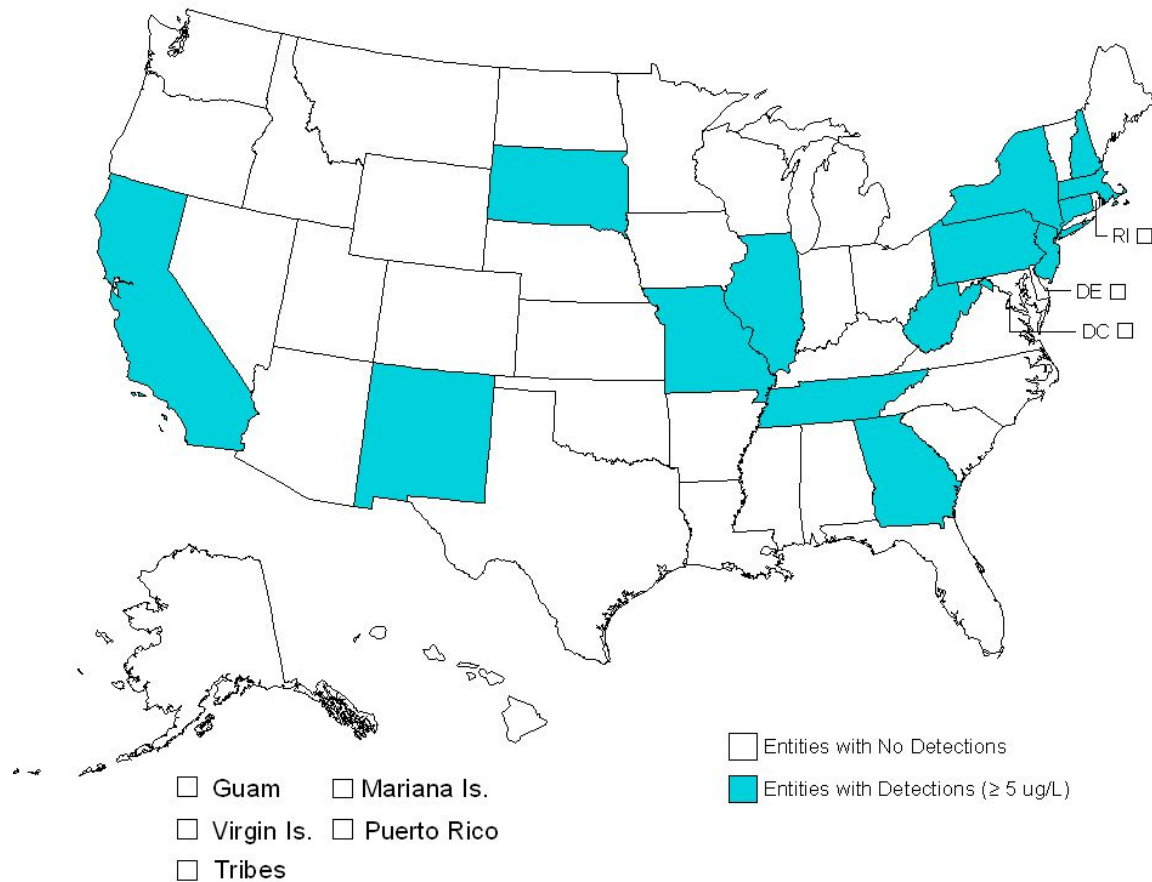 RI
DE
DC
Entities with No Detections
Entities with Detections (≥ 5 ug/L)
Guam
Mariana Is.
Virgin Is.
Puerto Rico
Tribes